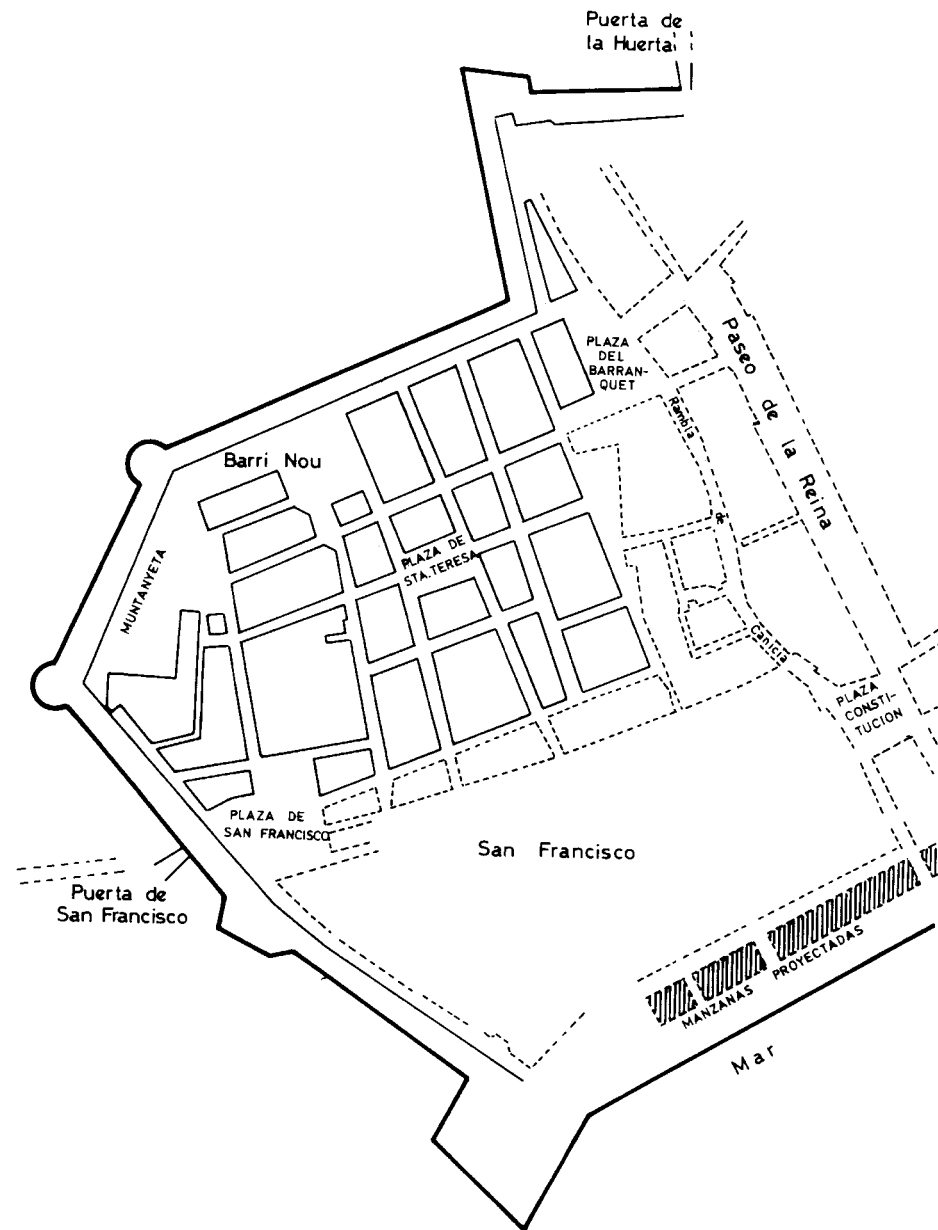 Puerta de
la Huerta
PLAZA
DEL
BARRAN-
QUET
Paseo de la Reina
Rambla de Canicia
Barri Nou
PLAZA DE
STA. TERESA
MUNTANYETA
PLAZA
CONSTI-
TUCION
PLAZA DE
SAN FRANCISCO
San Francisco
Puerta de
San Francisco
MANZANAS PROYECTADAS
Mar